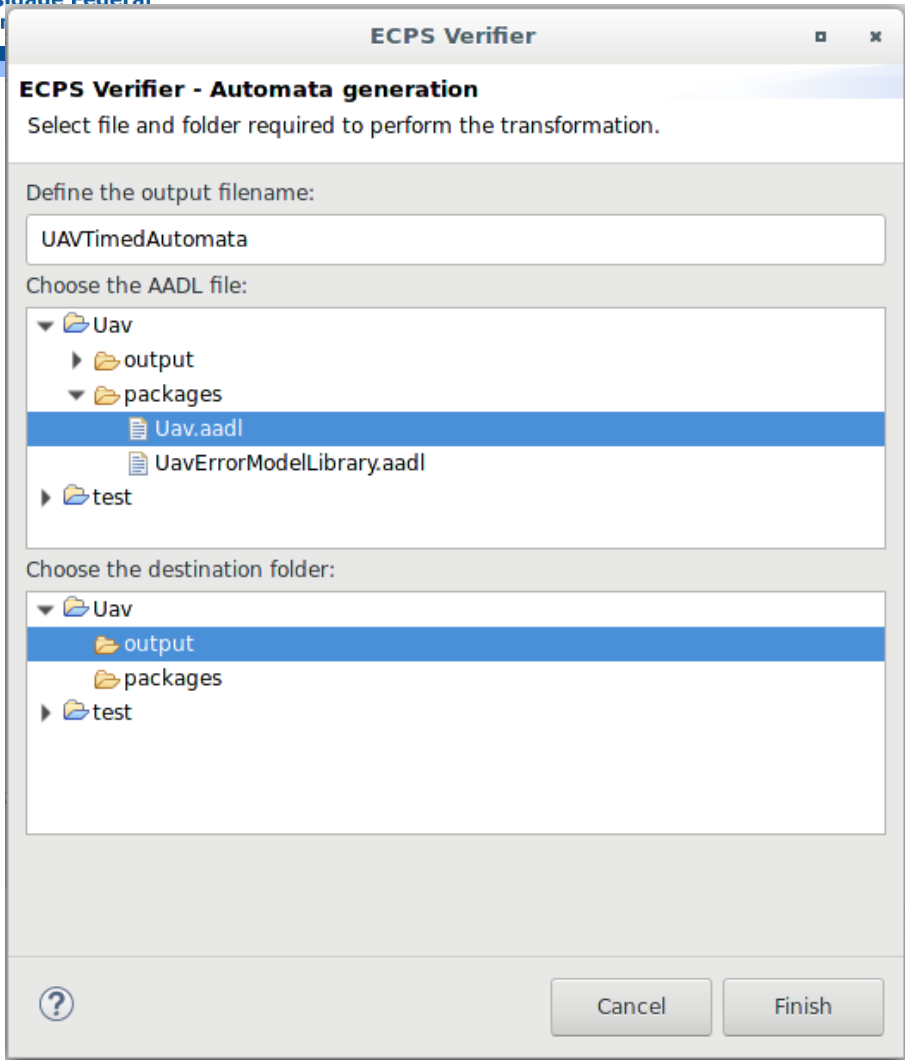 ECPS Verifier
ECPS Verifier - Automata generation
Select file and folder required to perform the transformation.
Define the output filename:
UAVTimedAutomata
Choose the AADL file:
Uav
output
packages
Uav.aadl
UavErrorModelLibrary.aadl
test
Choose the destination folder:
Uav
output
packages
test
Cancel
Finish